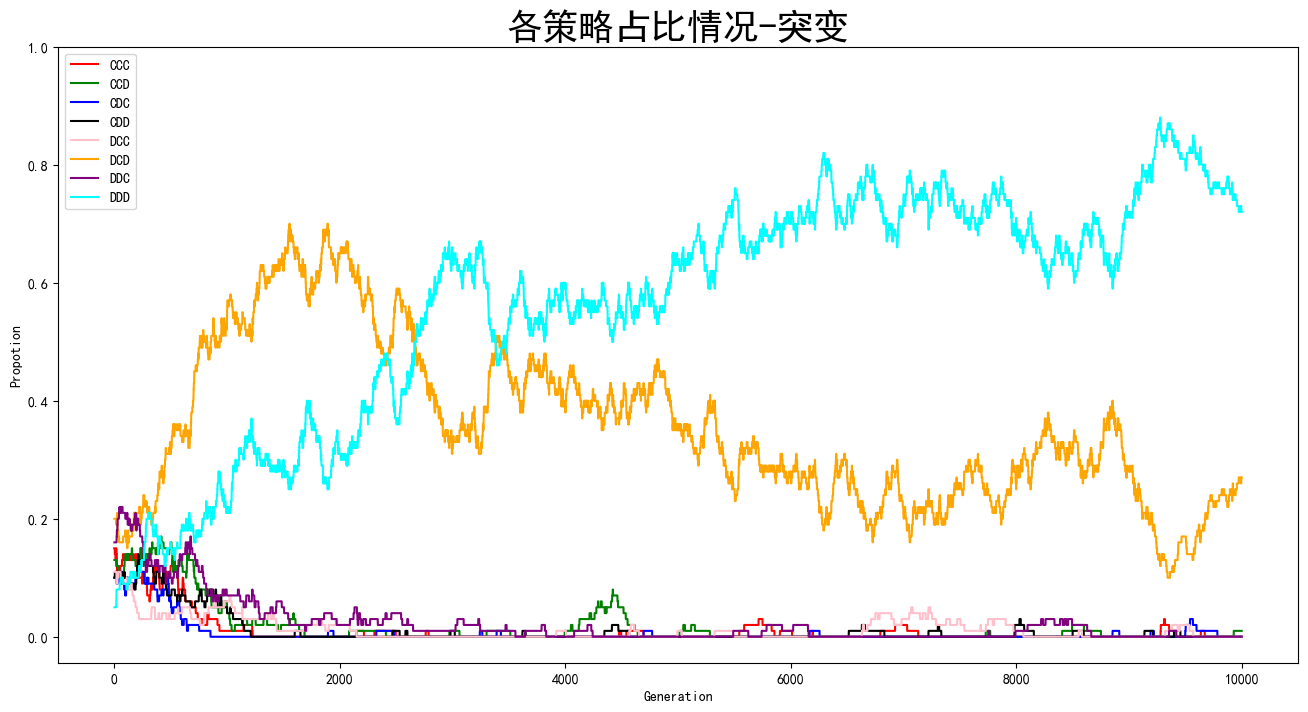 各策略占比情况-突变
1.0
0.8
0.6
0.4
0.2
0.0
Propotion
CCC
CCD
CDC
CDD
DCC
DCD
DDC
DDD
0
2000
4000
6000
8000
10000
Generation